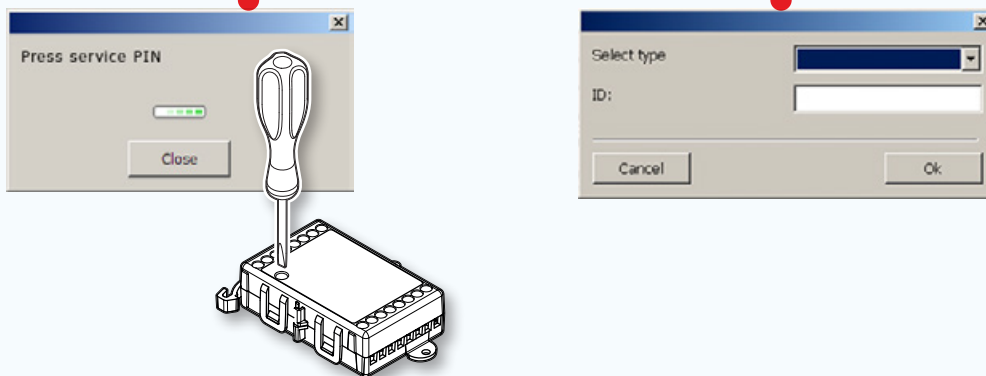 Press service PIN
Close
Select type
ID:
Cancel
Ok